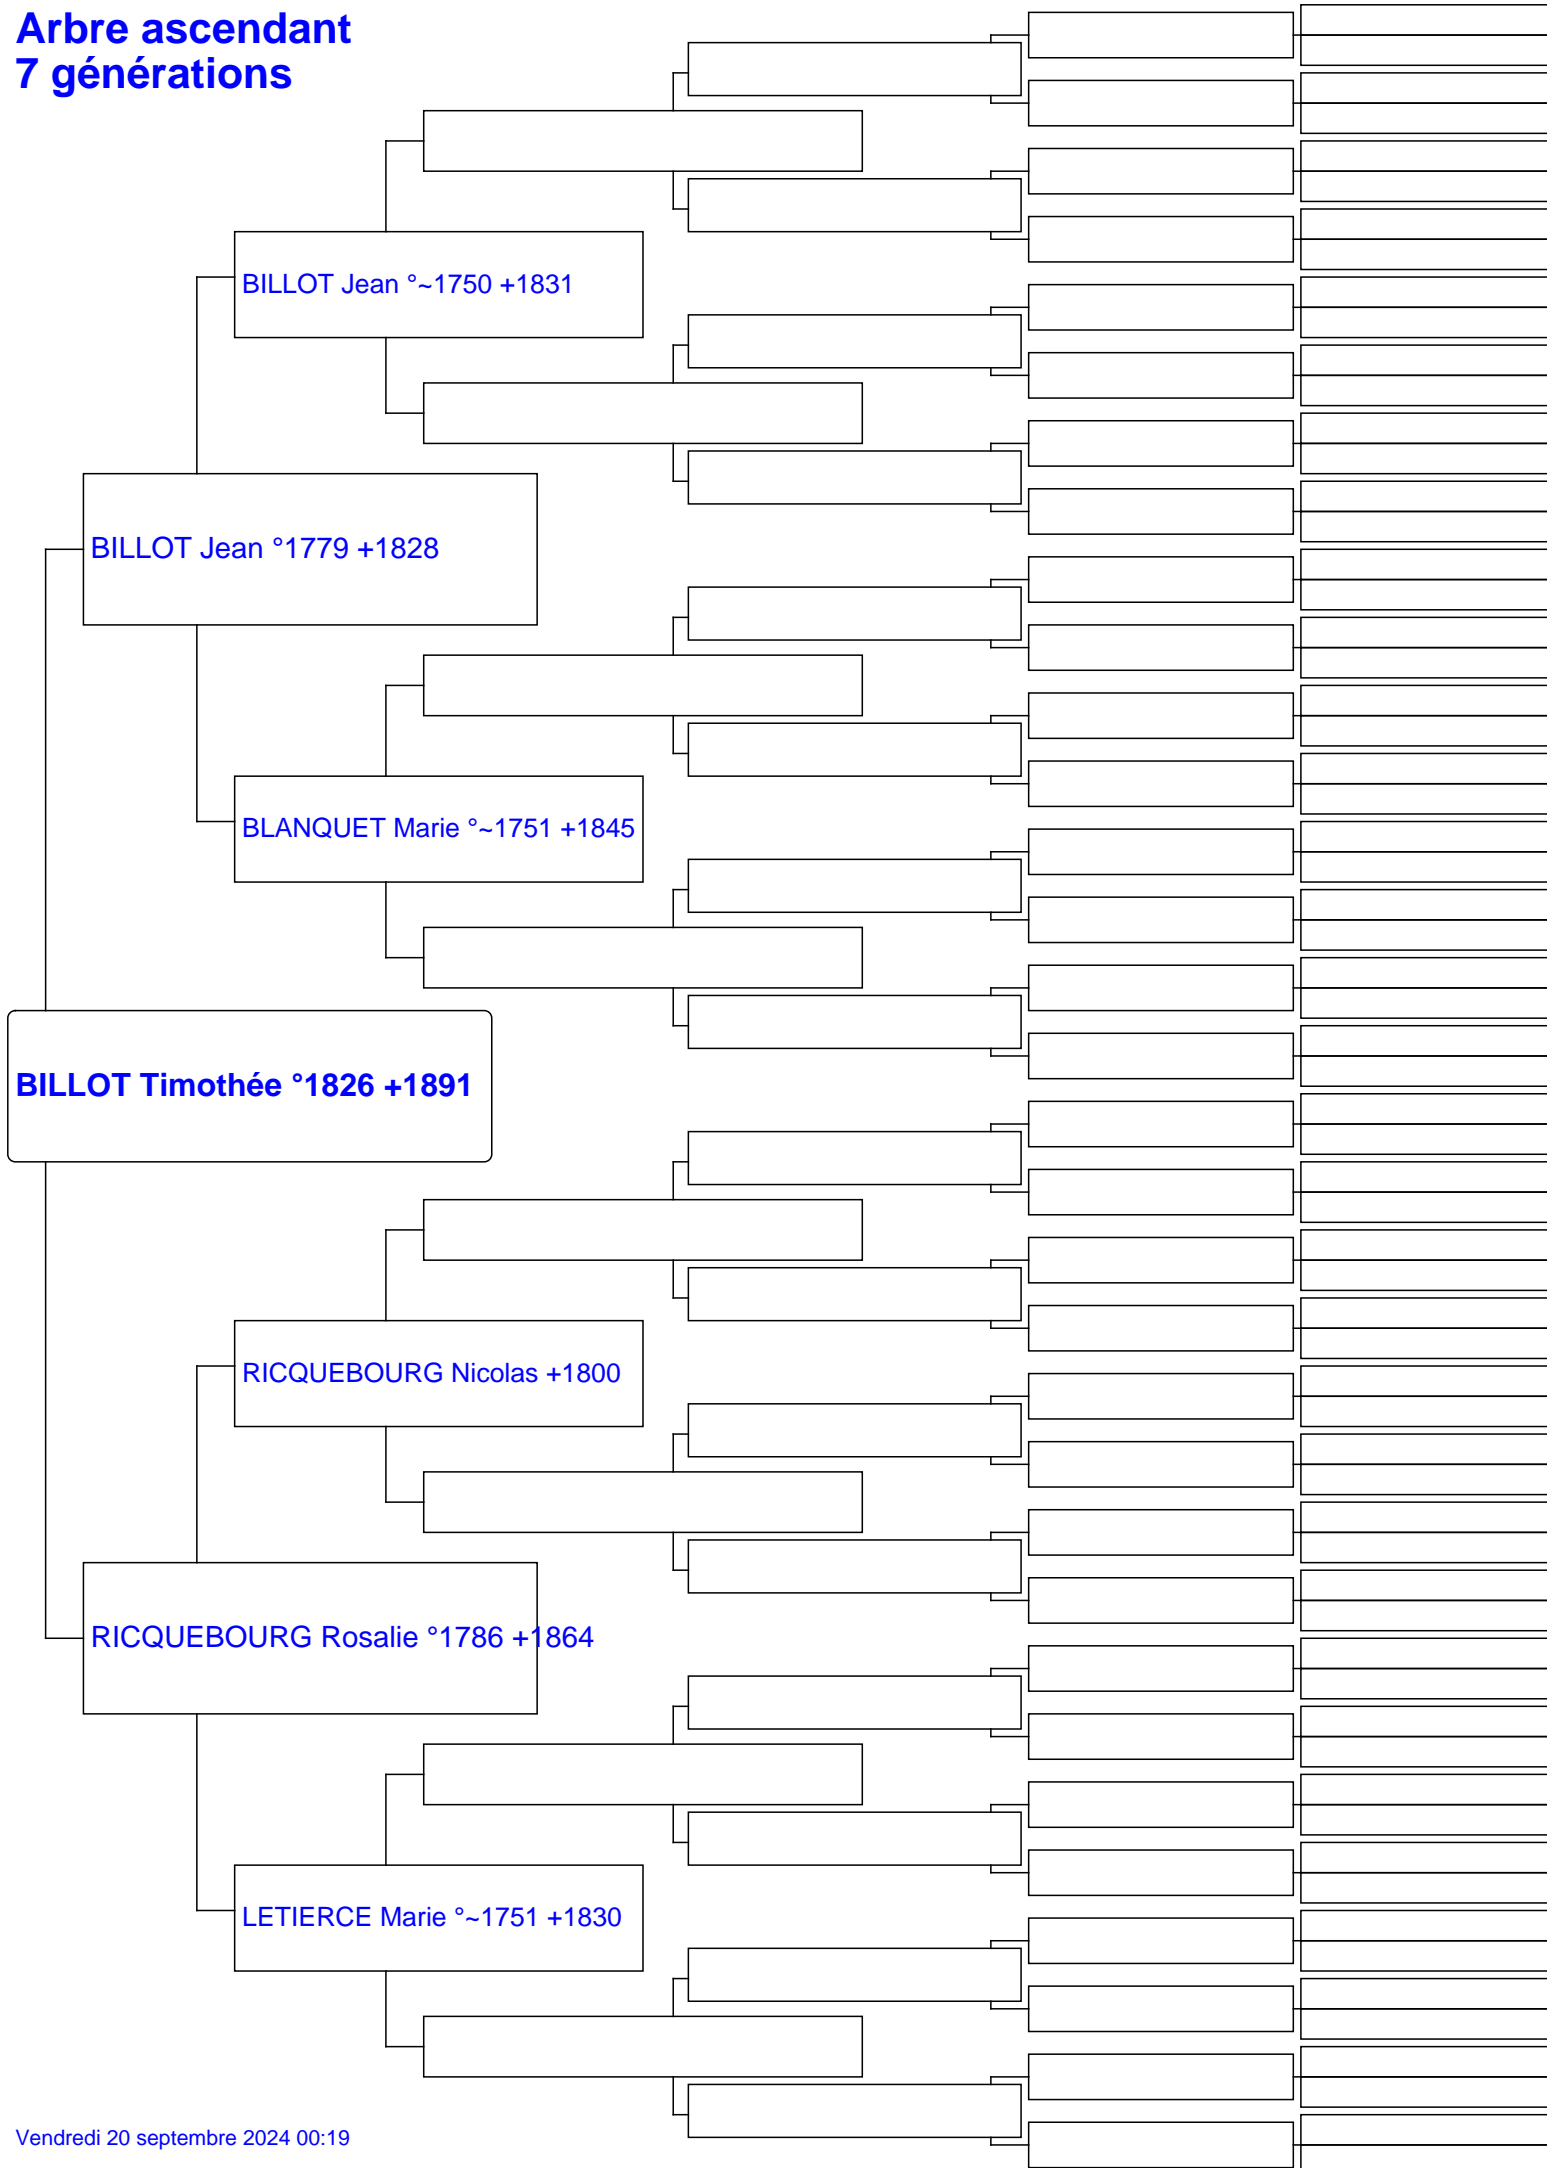 Arbre ascendant
7 générations
BILLOT Jean °~1750 +1831
BILLOT Jean °1779 +1828
BLANQUET Marie °~1751 +1845
BILLOT Timothée °1826 +1891
RICQUEBOURG Nicolas +1800
RICQUEBOURG Rosalie °1786 +1864
LETIERCE Marie °~1751 +1830
Vendredi 20 septembre 2024 00:19